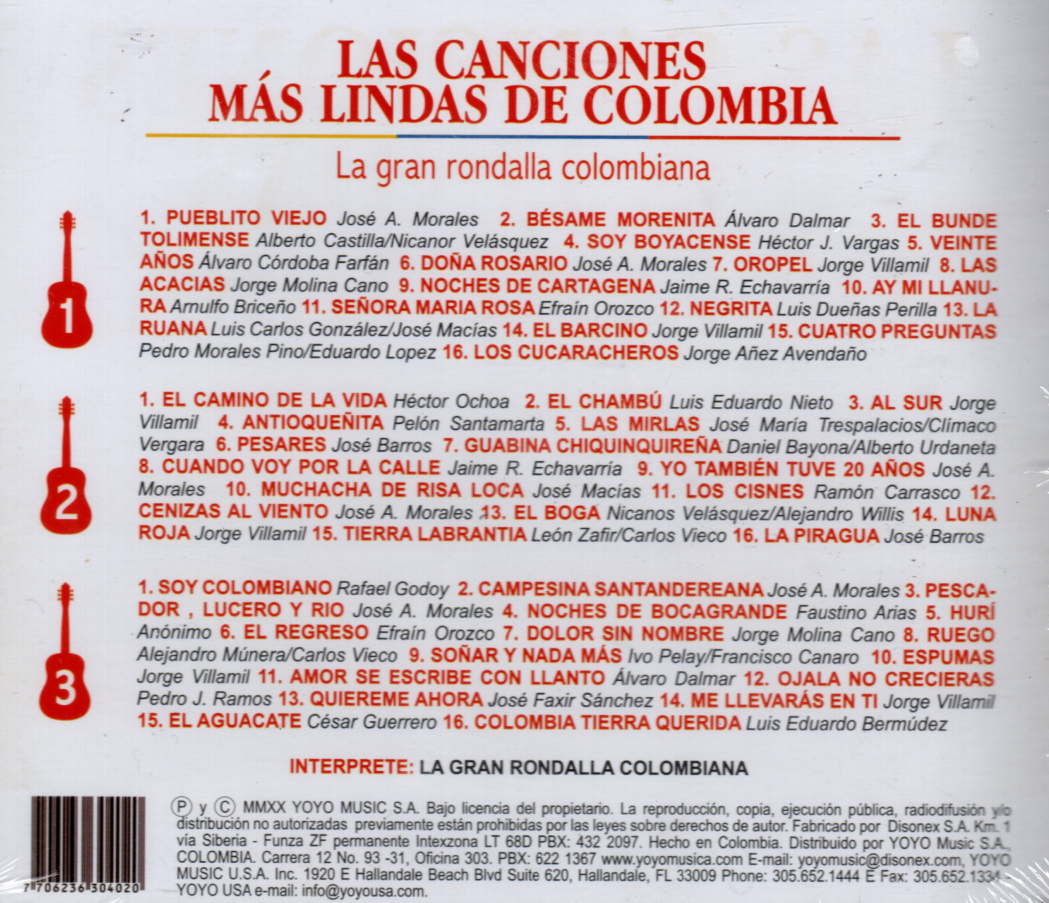 LAS CANCIONES
MÁS LINDAS DE COLOMBIA
La gran rondalla colombiana
1
1. PUEBLITO VIEJO José A. Morales 2. BÉSAME MORENITA Álvaro Dalmar 3. EL BUNDE
TOLIMENSE Alberto Castilla/Nicanor Velásquez 4. SOY BOYACENSE Héctor J. Vargas 5. VEINTE
AÑOS Álvaro Córdoba Farfán 6. DOÑA ROSARIO José A. Morales 7. OROPEL Jorge Villamil 8. LAS
ACACIAS Jorge Molina Cano 9. NOCHES DE CARTAGENA Jaime R. Echavarría 10. AY MI LLANU-
RA Arnulfo Briceño 11. SEÑORA MARIA ROSA Efraín Orozco 12. NEGRITA Luis Dueñas Perilla 13. LA
RUANA Luis Carlos González/José Macías 14. EL BARCINO Jorge Villamil 15. CUATRO PREGUNTAS
Pedro Morales Pino/Eduardo Lopez 16. LOS CUCARACHEROS Jorge Añez Avendaño
2
1. EL CAMINO DE LA VIDA Héctor Ochoa 2. EL CHAMBÚ Luis Eduardo Nieto 3. AL SUR Jorge
Villamil 4. ANTIOQUEÑITA Pelón Santamarta 5. LAS MIRLAS José María Trespalacios/Clímaco
Vergara 6. PESARES José Barros 7. GUABINA CHIQUINQUIREÑA Daniel Bayona/Alberto Urdaneta
8. CUANDO VOY POR LA CALLE Jaime R. Echavarría 9. YO TAMBIÉN TUVE 20 AÑOS José A.
Morales 10. MUCHACHA DE RISA LOCA José Macías 11. LOS CISNES Ramón Carrasco 12.
CENIZAS AL VIENTO José A. Morales 13. EL BOGA Nicanos Velásquez/Alejandro Willis 14. LUNA
ROJA Jorge Villamil 15. TIERRA LABRANTIA León Zafir/Carlos Vieco 16. LA PIRAGUA José Barros
3
1. SOY COLOMBIANO Rafael Godoy 2. CAMPESINA SANTANDEREANA José A. Morales 3. PESCA-
DOR , LUCERO Y RIO José A. Morales 4. NOCHES DE BOCAGRANDE Faustino Arias 5. HURÍ
Anónimo 6. EL REGRESO Efraín Orozco 7. DOLOR SIN NOMBRE Jorge Molina Cano 8. RUEGO
Alejandro Múnera/Carlos Vieco 9. SOÑAR Y NADA MÁS Ivo Pelay/Francisco Canaro 10. ESPUMAS
Jorge Villamil 11. AMOR SE ESCRIBE CON LLANTO Álvaro Dalmar 12. OJALA NO CRECIERAS
Pedro J. Ramos 13. QUIEREME AHORA José Faxir Sánchez 14. ME LLEVARÁS EN TI Jorge Villamil
15. EL AGUACATE César Guerrero 16. COLOMBIA TIERRA QUERIDA Luis Eduardo Bermúdez
INTERPRETE: LA GRAN RONDALLA COLOMBIANA
Ⓟ y Ⓒ MMXX YOYO MUSIC S.A. Bajo licencia del propietario. La reproducción, copia, ejecución pública, radiodifusión y/o
distribución no autorizadas previamente están prohibidas por las leyes sobre derechos de autor. Fabricado por Disonex S.A. Km. 1
vía Siberia - Funza ZF permanente Intexzona LT 68D PBX: 432 2097. Hecho en Colombia. Distribuido por YOYO Music S.A.,
COLOMBIA. Carrera 12 No. 93 -31, Oficina 303. PBX: 622 1367 www.yoyomusica.com E-mail: yoyomusic@disonex.com, YOYO
MUSIC U.S.A. Inc. 1920 E Hallandale Beach Blvd Suite 620, Hallandale, FL 33009 Phone: 305.652.1444 E Fax: 305.652.1334 -
YOYO USA e-mail: info@yoyousa.com.
7 706236 304020